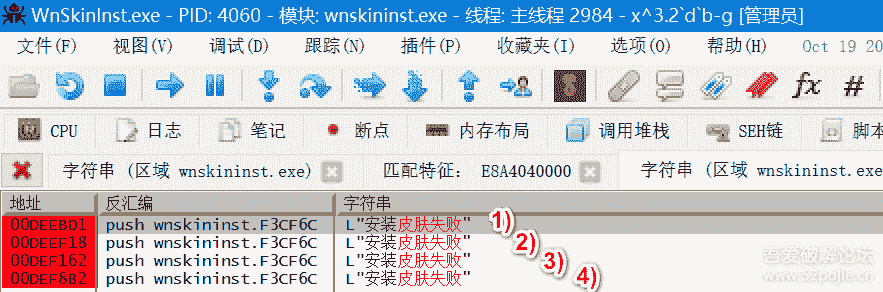 WnSkinInst.exe - PID: 4060 - 模块: wnskininst.exe - 线程: 主线程 2984 - x^3.2`d`b-g [管理员]
文件(F) 视图(V) 调试(D) 跟踪(N) 插件(P) 收藏夹(I) 选项(O) 帮助(H) Oct 19 20
8 fx #
CPU 日志 笔记 断点 内存布局 调用堆栈 SEH链 脚本
字符串 (区域 wnskininst.exe) 匹配特征: E8A4040000 字符串 (区域 wnskininst.exe)
地址 反汇编 字符串
00DEEBD1 push wnskininst.F3CF6C L"安装皮肤失败" 1)
00DEEF18 push wnskininst.F3CF6C L"安装皮肤失败" 2)
00DEF162 push wnskininst.F3CF6C L"安装皮肤失败" 3)
00DEF8B2 push wnskininst.F3CF6C L"安装皮肤失败" 4)
吾爱破解论坛
www.52pojie.cn